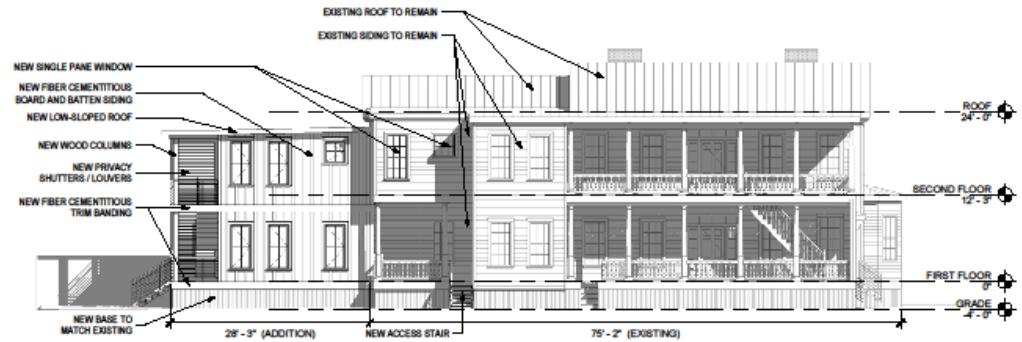 EXISTING ROOF TO REMAIN
EXISTING SIDING TO REMAIN
NEW SINGLE PANE WINDOW
NEW FIBER CEMENTITIOUS
BOARD AND BATTEN SIDING
NEW LOW-SLOPED ROOF
NEW WOOD COLUMNS
NEW PRIVACY
SHUTTERS / LOUVERS
NEW FIBER CEMENTITIOUS
TRIM BANDING
NEW BASE TO
MATCH EXISTING
28' - 3" (ADDITION)
NEW ACCESS STAIR
75' - 2" (EXISTING)
ROOF
24' - 0"
SECOND FLOOR
12' - 3"
FIRST FLOOR
0"
GRADE
-4' - 0"